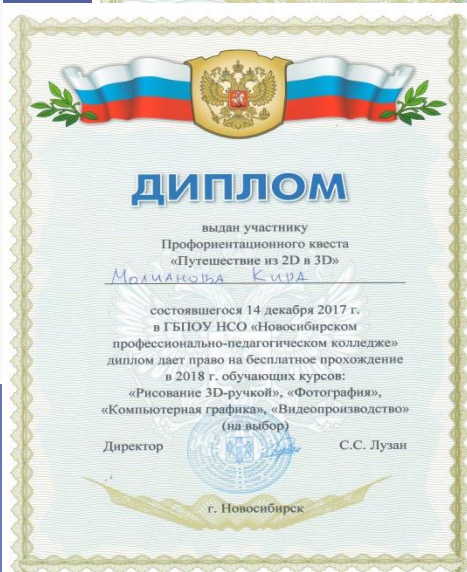 ДИПЛОМ
выдан участнику
Профориентационного квеста
«Путешествие из 2D в 3D»
Молчанова Кира
состоявшегося 14 декабря 2017 г.
в ГБПОУ НСО «Новосибирском
профессионально-педагогическом колледже»
диплом дает право на бесплатное прохождение
в 2018 г. обучающих курсов:
«Рисование 3D-ручкой», «Фотография»,
«Компьютерная графика», «Видеопроизводство»
(на выбор)
Директор С.С. Лузан
г. Новосибирск